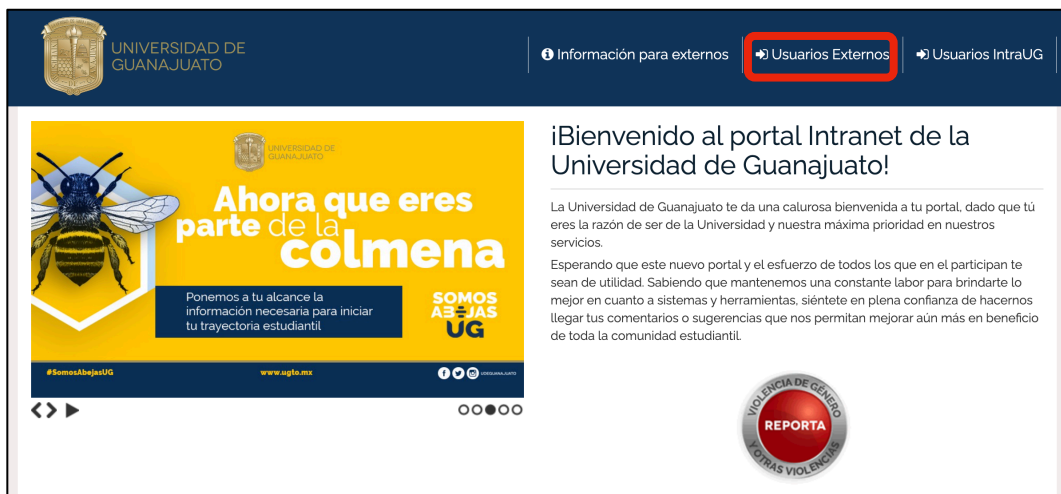 UNIVERSIDAD DE
GUANAJUATO
Información para externos
Usuarios Externos
Usuarios IntraUG
UNIVERSIDAD DE
GUANAJUATO
Ahora que eres
parte de la
colmena
Ponemos a tu alcance la
información necesaria para iniciar
tu trayectoria estudiantil
SOMOS
ABEJAS
UG
#SomosAbejasUG
www.ugto.mx
UDEGUANAJUATO
¡Bienvenido al portal Intranet de la
Universidad de Guanajuato!
La Universidad de Guanajuato te da una calurosa bienvenida a tu portal, dado que tú
eres la razón de ser de la Universidad y nuestra máxima prioridad en nuestros
servicios.
Esperando que este nuevo portal y el esfuerzo de todos los que en el participan te
sean de utilidad. Sabiendo que mantenemos una constante labor para brindarte lo
mejor en cuanto a sistemas y herramientas, siéntete en plena confianza de hacernos
llegar tus comentarios o sugerencias que nos permitan mejorar aún más en beneficio
de toda la comunidad estudiantil.
VIOLENCIA DE GÉNERO
REPORTA
Y OTRAS VIOLENCIAS